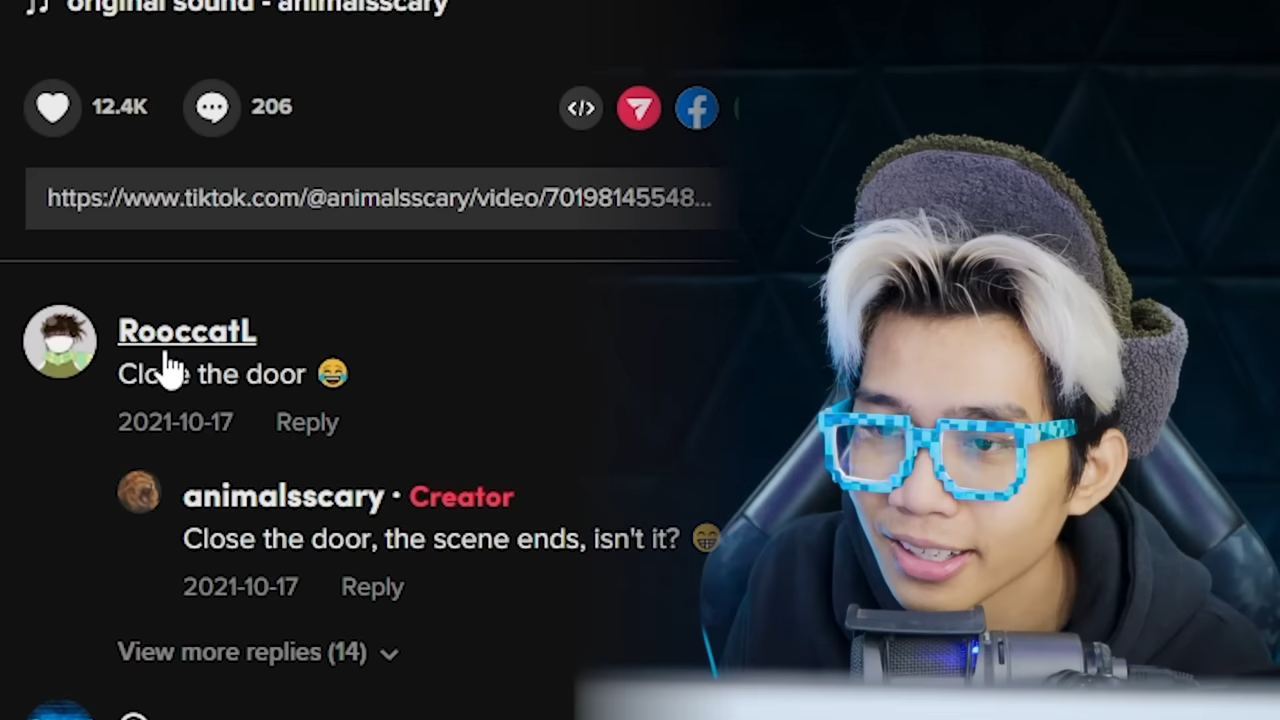 original sound - animalsscary
12.4K
206
https://www.tiktok.com/@animalsscary/video/70198145548...
RooccatL
Close the door 😂
2021-10-17 Reply
animalsscary · Creator
Close the door, the scene ends, isn't it? 😁
2021-10-17 Reply
View more replies (14)